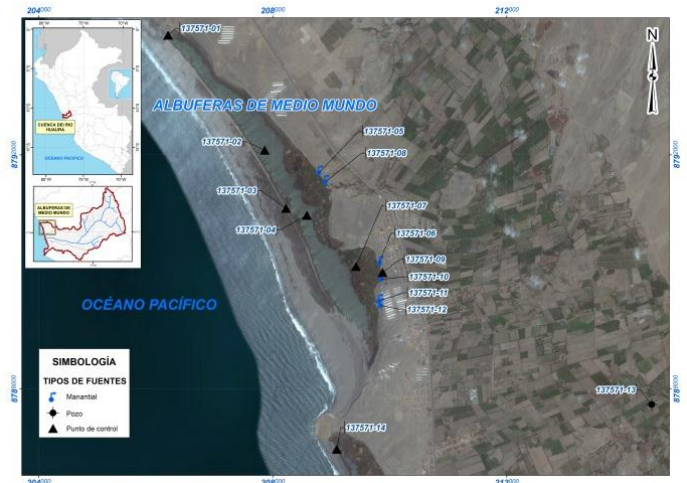 204000
208000
212000
80°W
70°W
CUENCA DEL RIO
HUAURA
OCEANO PACIFICO
ALBUFERAS DE
MEDIO MUNDO
137571-01
ALBUFERAS DE MEDIO MUNDO
N
137571-05
137571-02
137571-08
8792000
137571-03
137571-07
137571-04
137571-06
137571-09
137571-10
137571-11
137571-12
OCÉANO PACÍFICO
SIMBOLOGÍA
TIPOS DE FUENTES
Manantial
Pozo
Punto de control
137571-13
8788000
137571-14
204000
208000
212000